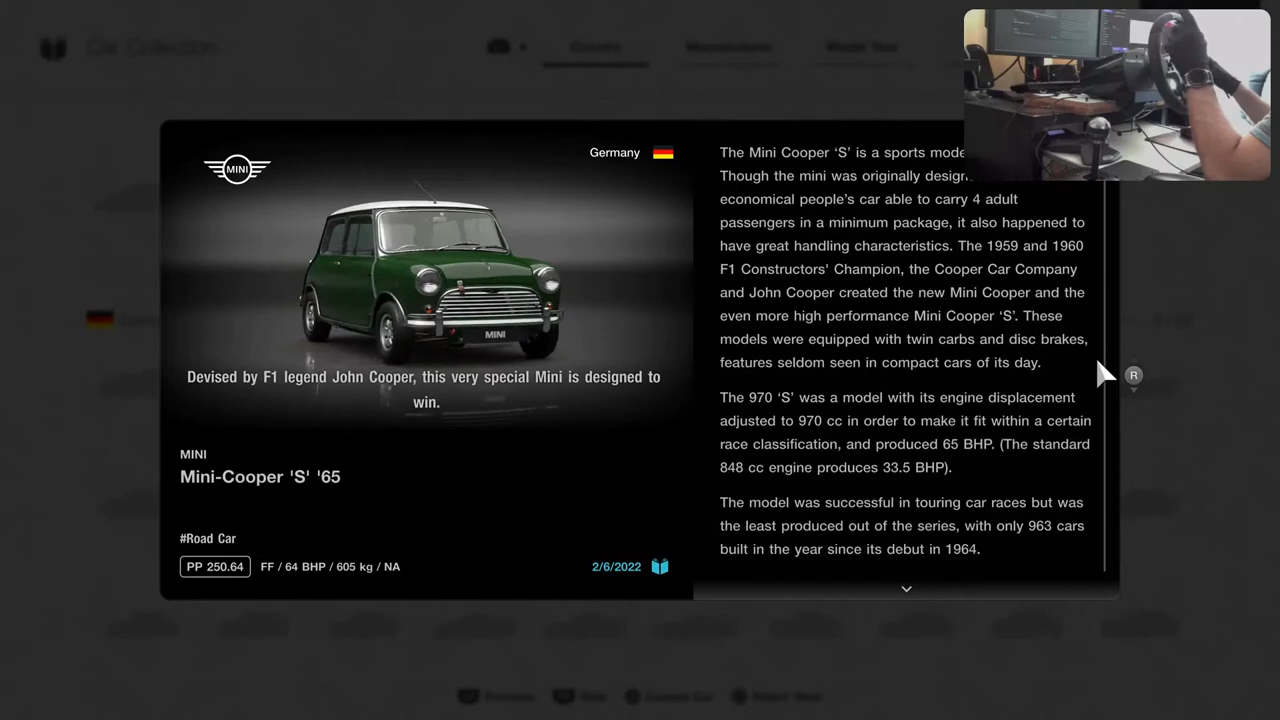 Car Collection
Country
Manufacturer
Model Year
Germany
MINI
MINI
Devised by F1 legend John Cooper, this very special Mini is designed to
win.
MINI
Mini-Cooper 'S' '65
#Road Car
PP 250.64
FF / 64 BHP / 605 kg / NA
2/6/2022
The Mini Cooper ‘S’ is a sports
Though the mini was originally
economical people’s car able to carry 4 adult
passengers in a minimum package, it also happened to
have great handling characteristics. The 1959 and 1960
F1 Constructors' Champion, the Cooper Car Company
and John Cooper created the new Mini Cooper and the
even more high performance Mini Cooper ‘S’. These
models were equipped with twin carbs and disc brakes,
features seldom seen in compact cars of its day.
The 970 ‘S’ was a model with its engine displacement
adjusted to 970 cc in order to make it fit within a certain
race classification, and produced 65 BHP. (The standard
848 cc engine produces 33.5 BHP).
The model was successful in touring car races but was
the least produced out of the series, with only 963 cars
built in the year since its debut in 1964.
R